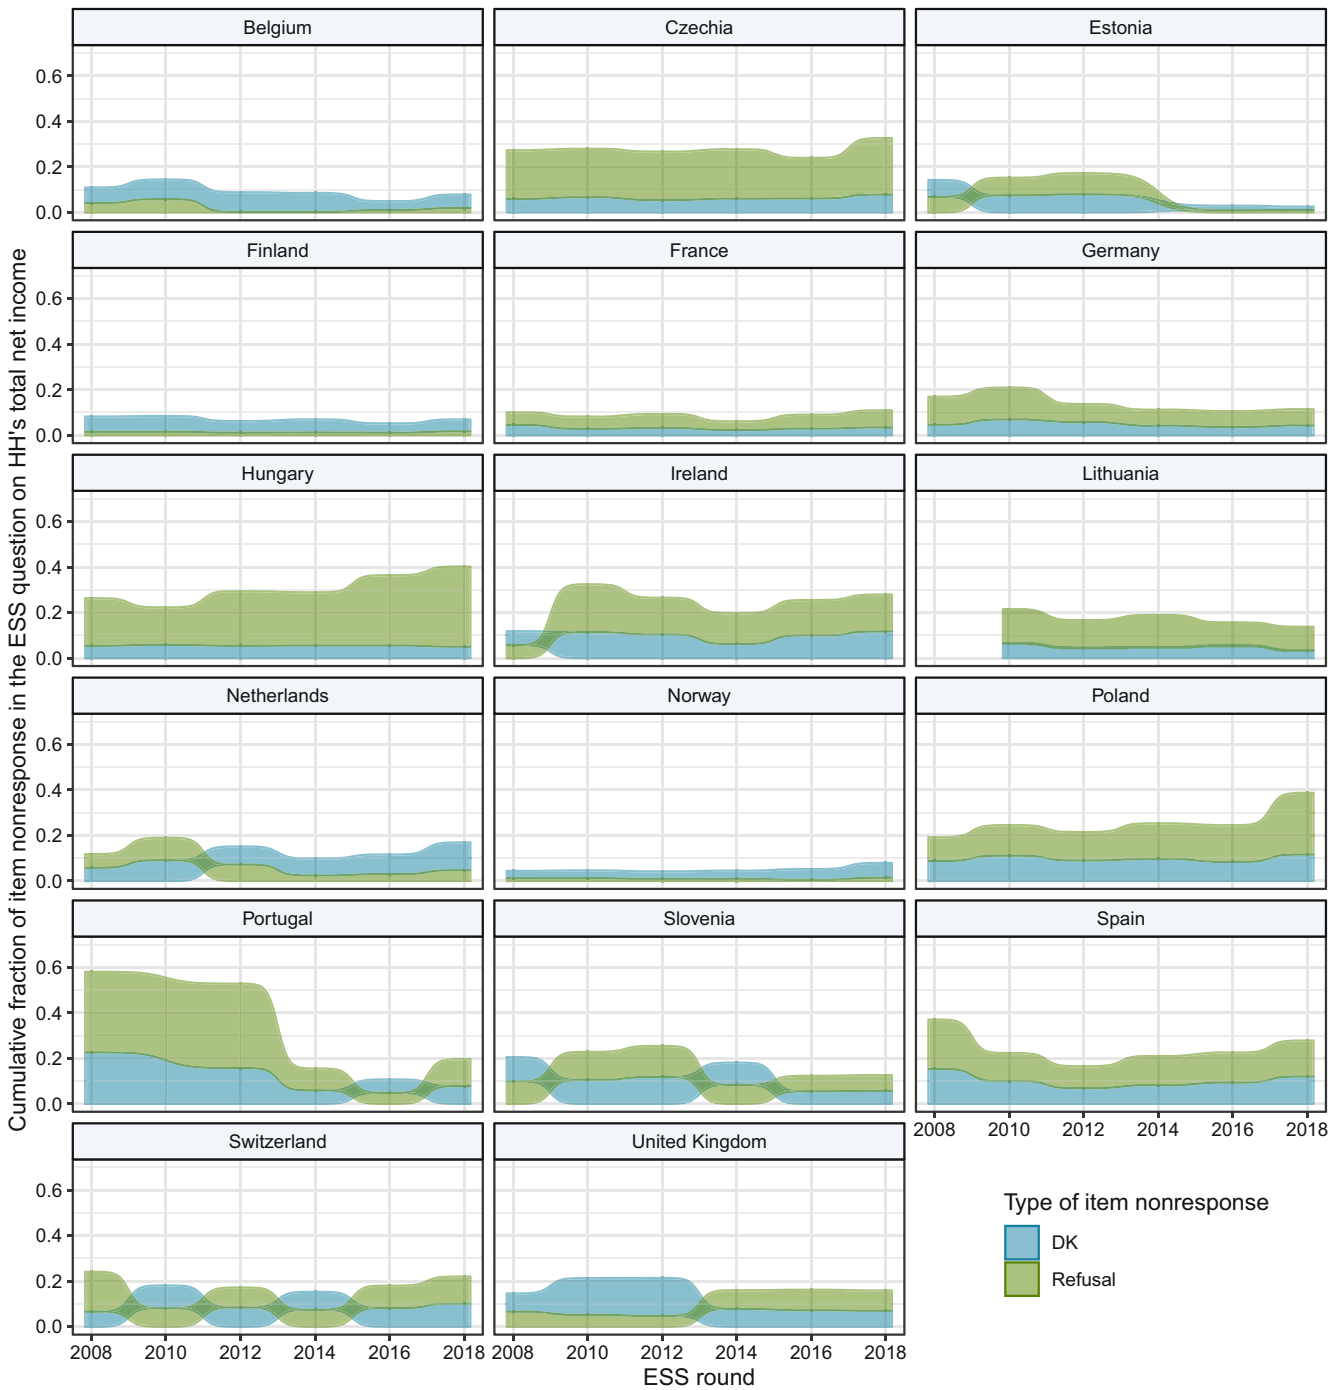 Cumulative fraction of item nonresponse in the ESS question on HH's total net income
Belgium Czechia Estonia
0.6
0.4
0.2
0.0
Finland France Germany
0.6
0.4
0.2
0.0
Hungary Ireland Lithuania
0.6
0.4
0.2
0.0
Netherlands Norway Poland
0.6
0.4
0.2
0.0
Portugal Slovenia Spain
0.6
0.4
0.2
0.0
2008 2010 2012 2014 2016 2018
Switzerland United Kingdom
0.6
0.4
0.2
0.0
2008 2010 2012 2014 2016 2018 2008 2010 2012 2014 2016 2018
ESS round
Type of item nonresponse
DK
Refusal